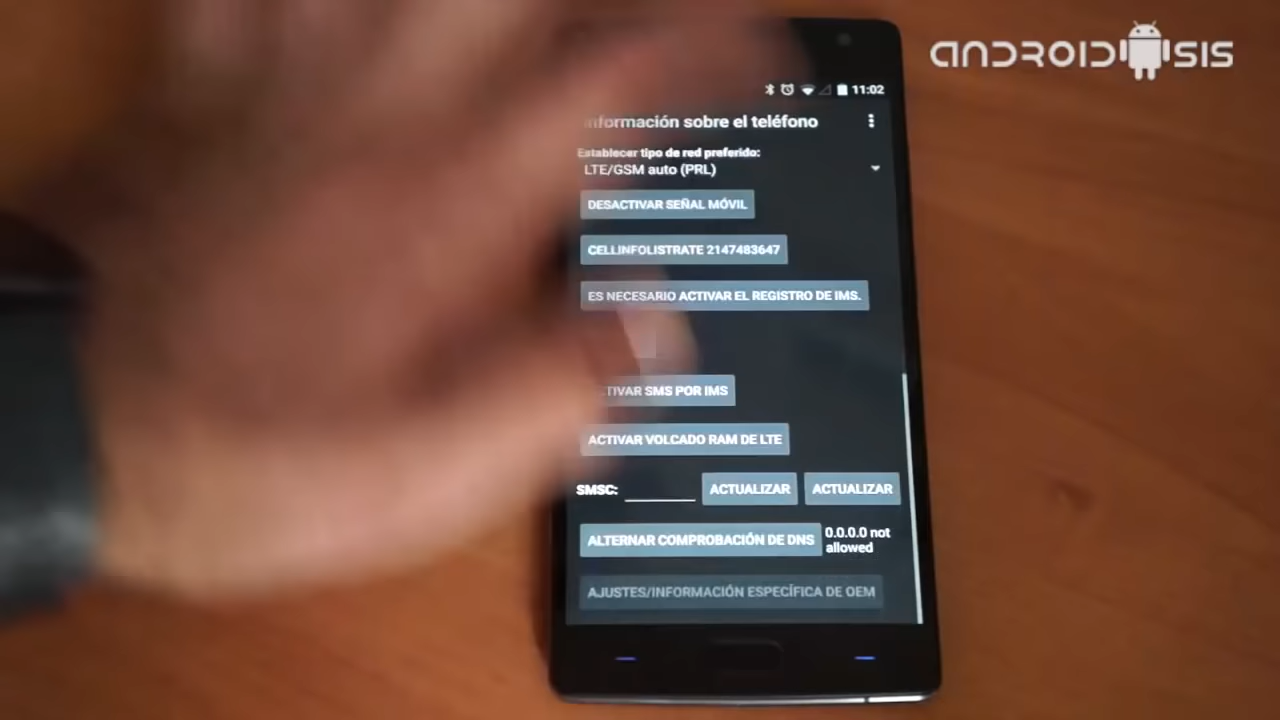 ANDROIDSIS
11:02
Información sobre el teléfono
Establecer tipo de red preferido:
LTE/GSM auto (PRL)
DESACTIVAR SEÑAL MÓVIL
CELLINFOLISTRATE 2147483647
ES NECESARIO ACTIVAR EL REGISTRO DE IMS.
SMS POR IMS
ACTIVAR VOLCADO RAM DE LTE
SMSC: ACTUALIZAR ACTUALIZAR
ALTERNAR COMPROBACIÓN DE DNS 0.0.0.0 not
allowed
AJUSTES/INFORMACIÓN ESPECÍFICA DE OEM